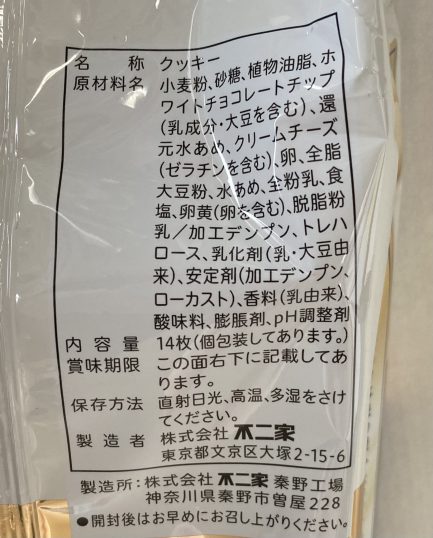 名称 クッキー
原材料名 小麦粉、砂糖、植物油脂、ホ
ワイトチョコレートチップ
(乳成分・大豆を含む)、還
元水あめ、クリームチーズ
(ゼラチンを含む)、卵、全脂
大豆粉、水あめ、全粉乳、食
塩、卵黄(卵を含む)、脱脂粉
乳/加工デンプン、トレハ
ロース、乳化剤(乳・大豆由
来)、安定剤(加工デンプン、
ローカスト)、香料(乳由来)、
酸味料、膨脹剤、pH調整剤
内容量 14枚(個包装してあります。)
賞味期限 この面右下に記載してあ
ります。
保存方法 直射日光、高温、多湿をさけ
てください。
製造者 株式会社 不二家
東京都文京区大塚2-15-6
製造所:株式会社 不二家 秦野工場
神奈川県秦野市曽屋228
●開封後はお早めにお召し上がりください。